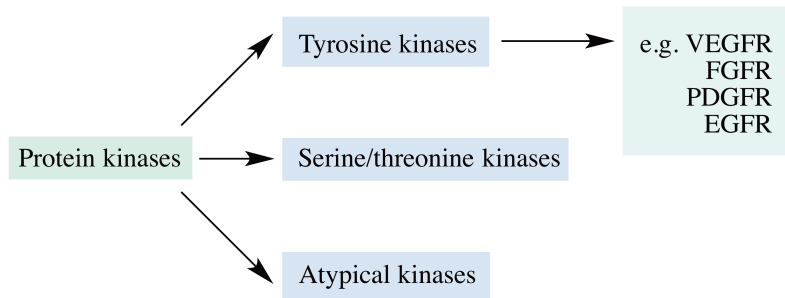 Tyrosine kinases
e.g. VEGFR
FGFR
PDGFR
EGFR
Protein kinases
Serine/threonine kinases
Atypical kinases